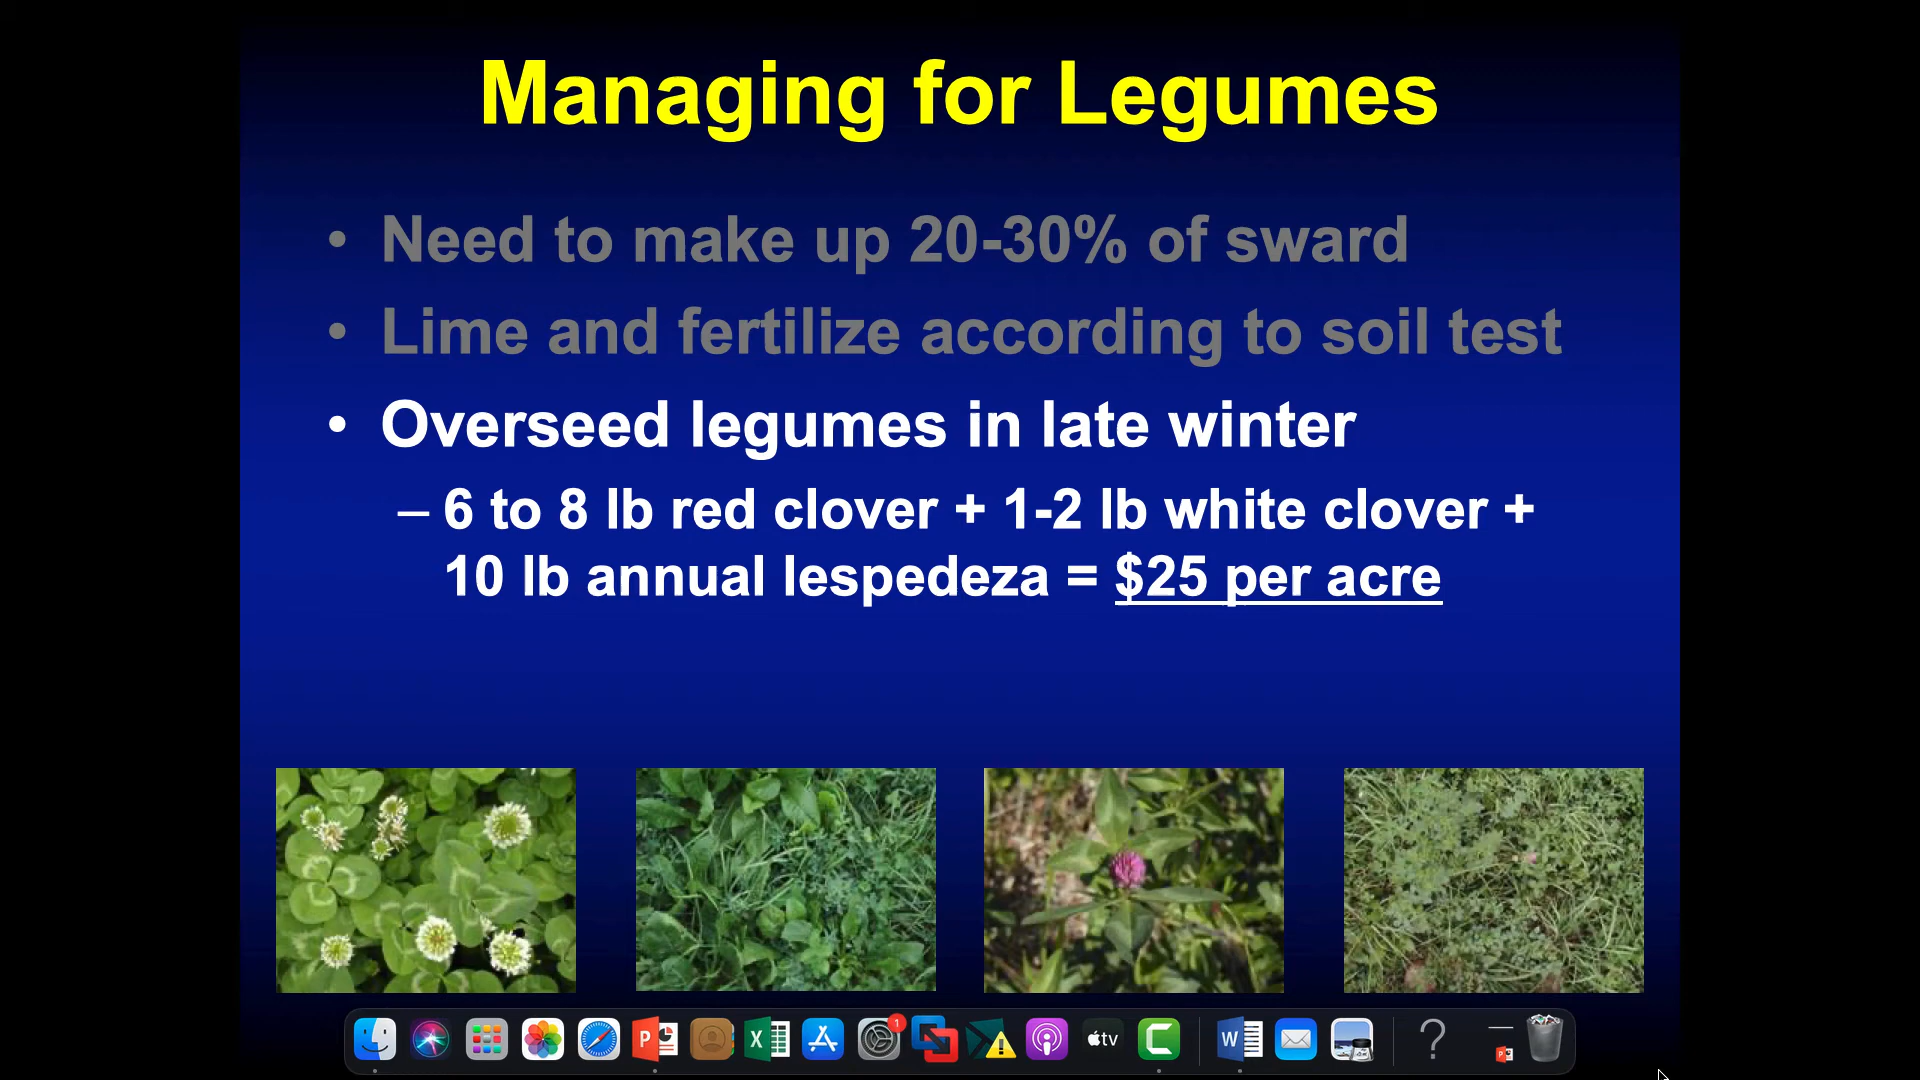 Managing for Legumes
• Need to make up 20-30% of sward
• Lime and fertilize according to soil test
• Overseed legumes in late winter
– 6 to 8 lb red clover + 1-2 lb white clover +
10 lb annual lespedeza = $25 per acre
1
tv